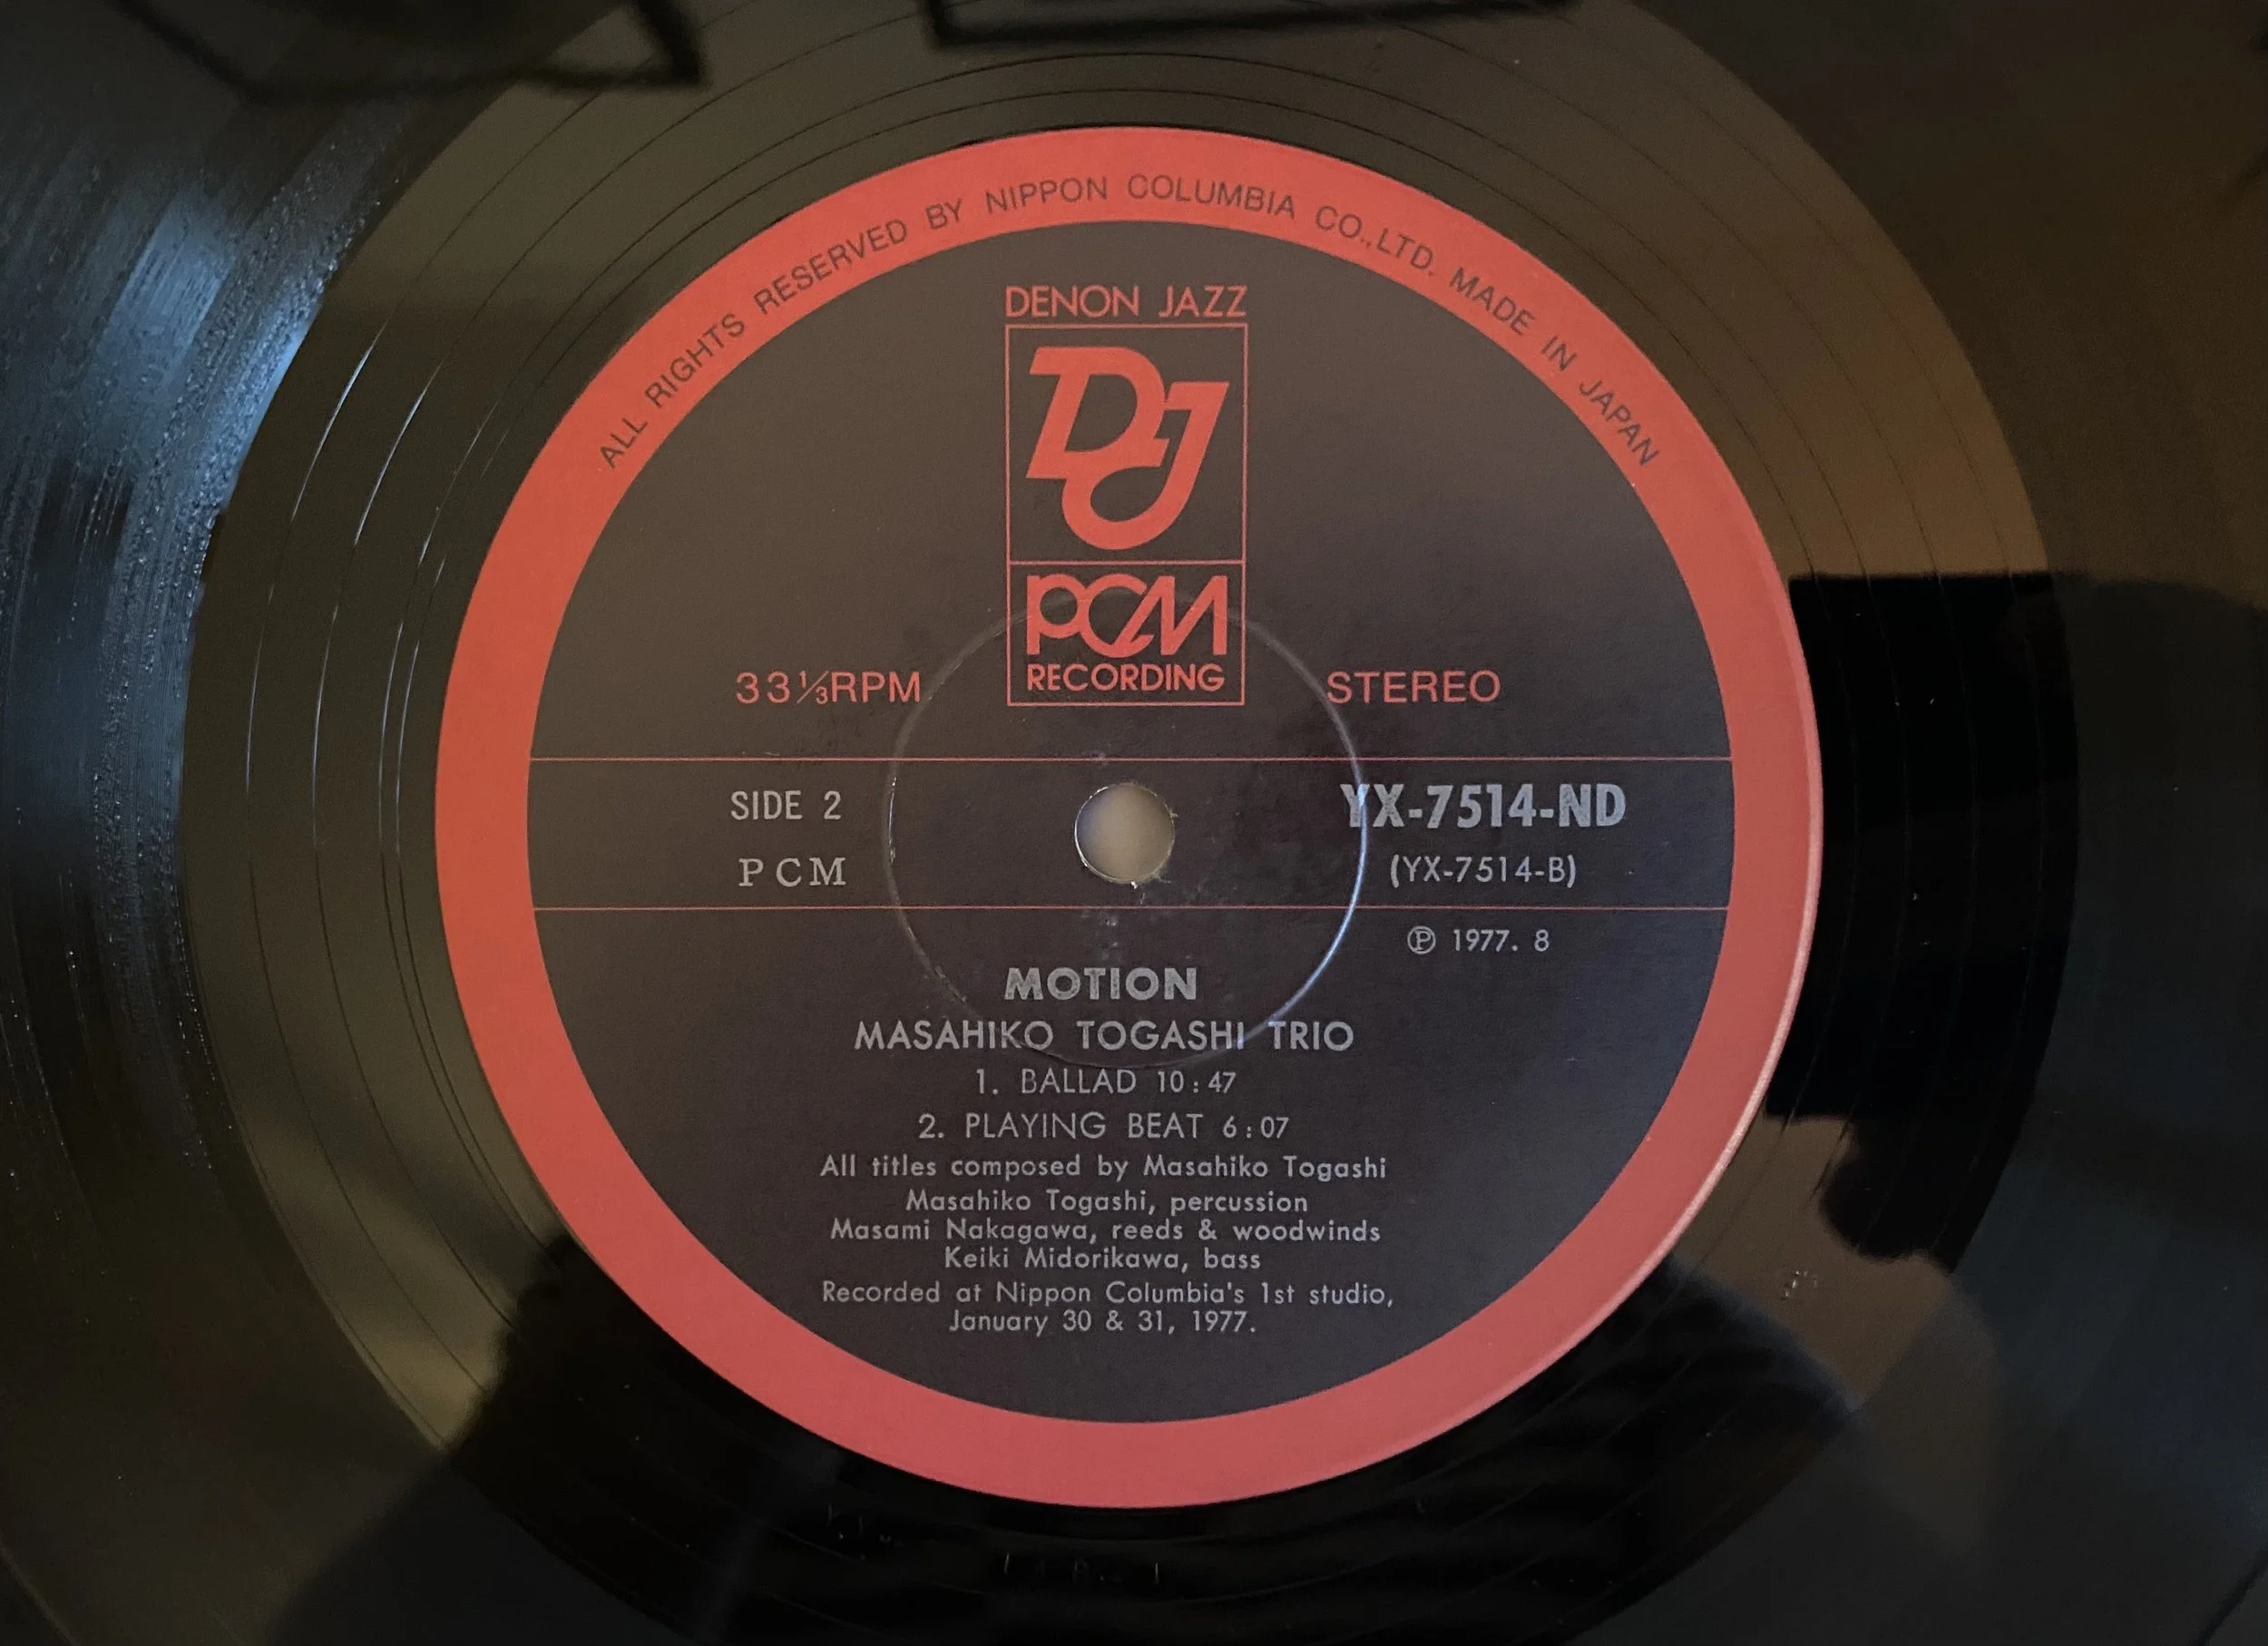 ALL RIGHTS RESERVED BY NIPPON COLUMBIA CO.,LTD. MADE IN JAPAN
DENON JAZZ
DJ
PCM
RECORDING
33⅓RPM
STEREO
SIDE 2
YX-7514-ND
PCM
(YX-7514-B)
℗ 1977. 8
MOTION
MASAHIKO TOGASHI TRIO
1. BALLAD 10:47
2. PLAYING BEAT 6:07
All titles composed by Masahiko Togashi
Masahiko Togashi, percussion
Masami Nakagawa, reeds & woodwinds
Keiki Midorikawa, bass
Recorded at Nippon Columbia's 1st studio,
January 30 & 31, 1977.